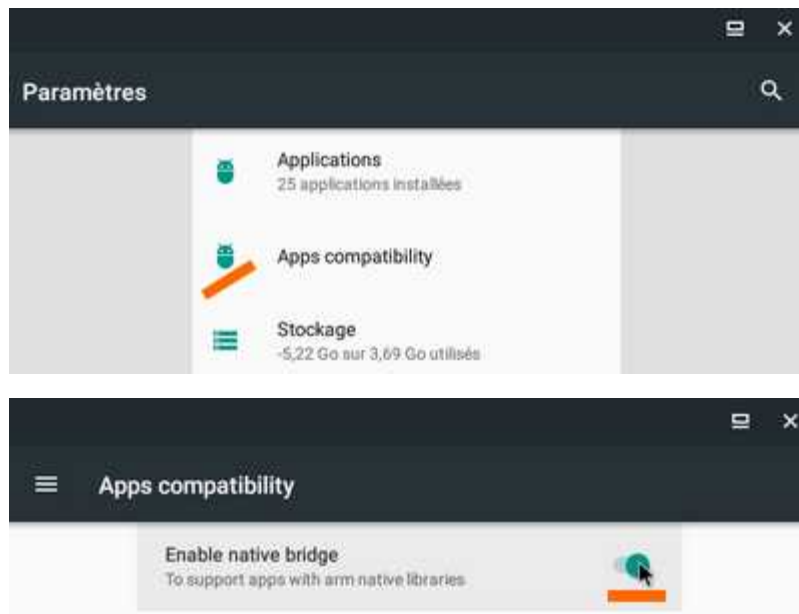 Paramètres
Applications
25 applications installées
Apps compatibility
Stockage
-5,22 Go sur 3,69 Go utilisés
Apps compatibility
Enable native bridge
To support apps with arm native libraries